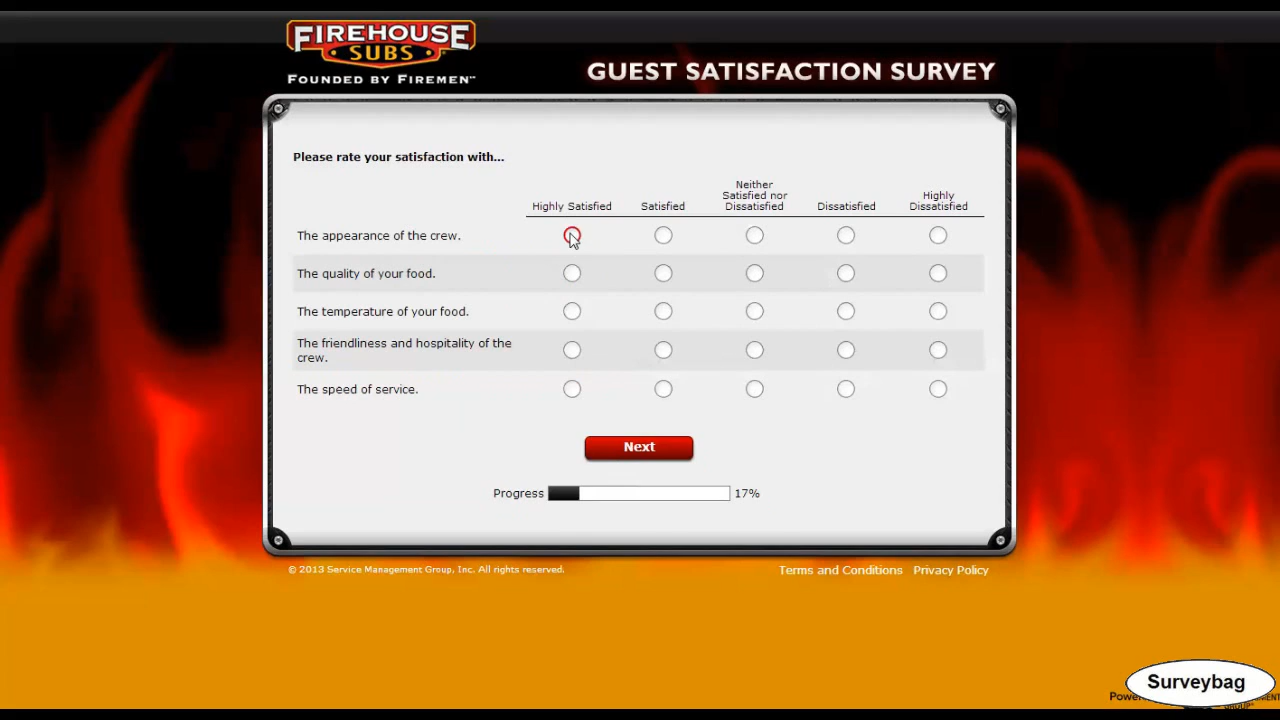 FIREHOUSE
SUBS
FOUNDED BY FIREMEN™
GUEST SATISFACTION SURVEY
Please rate your satisfaction with...
Highly Satisfied
Satisfied
Neither
Satisfied nor
Dissatisfied
Dissatisfied
Highly
Dissatisfied
The appearance of the crew.
The quality of your food.
The temperature of your food.
The friendliness and hospitality of the
crew.
The speed of service.
Next
Progress 17%
© 2013 Service Management Group, Inc. All rights reserved.
Terms and Conditions Privacy Policy
Surveybag